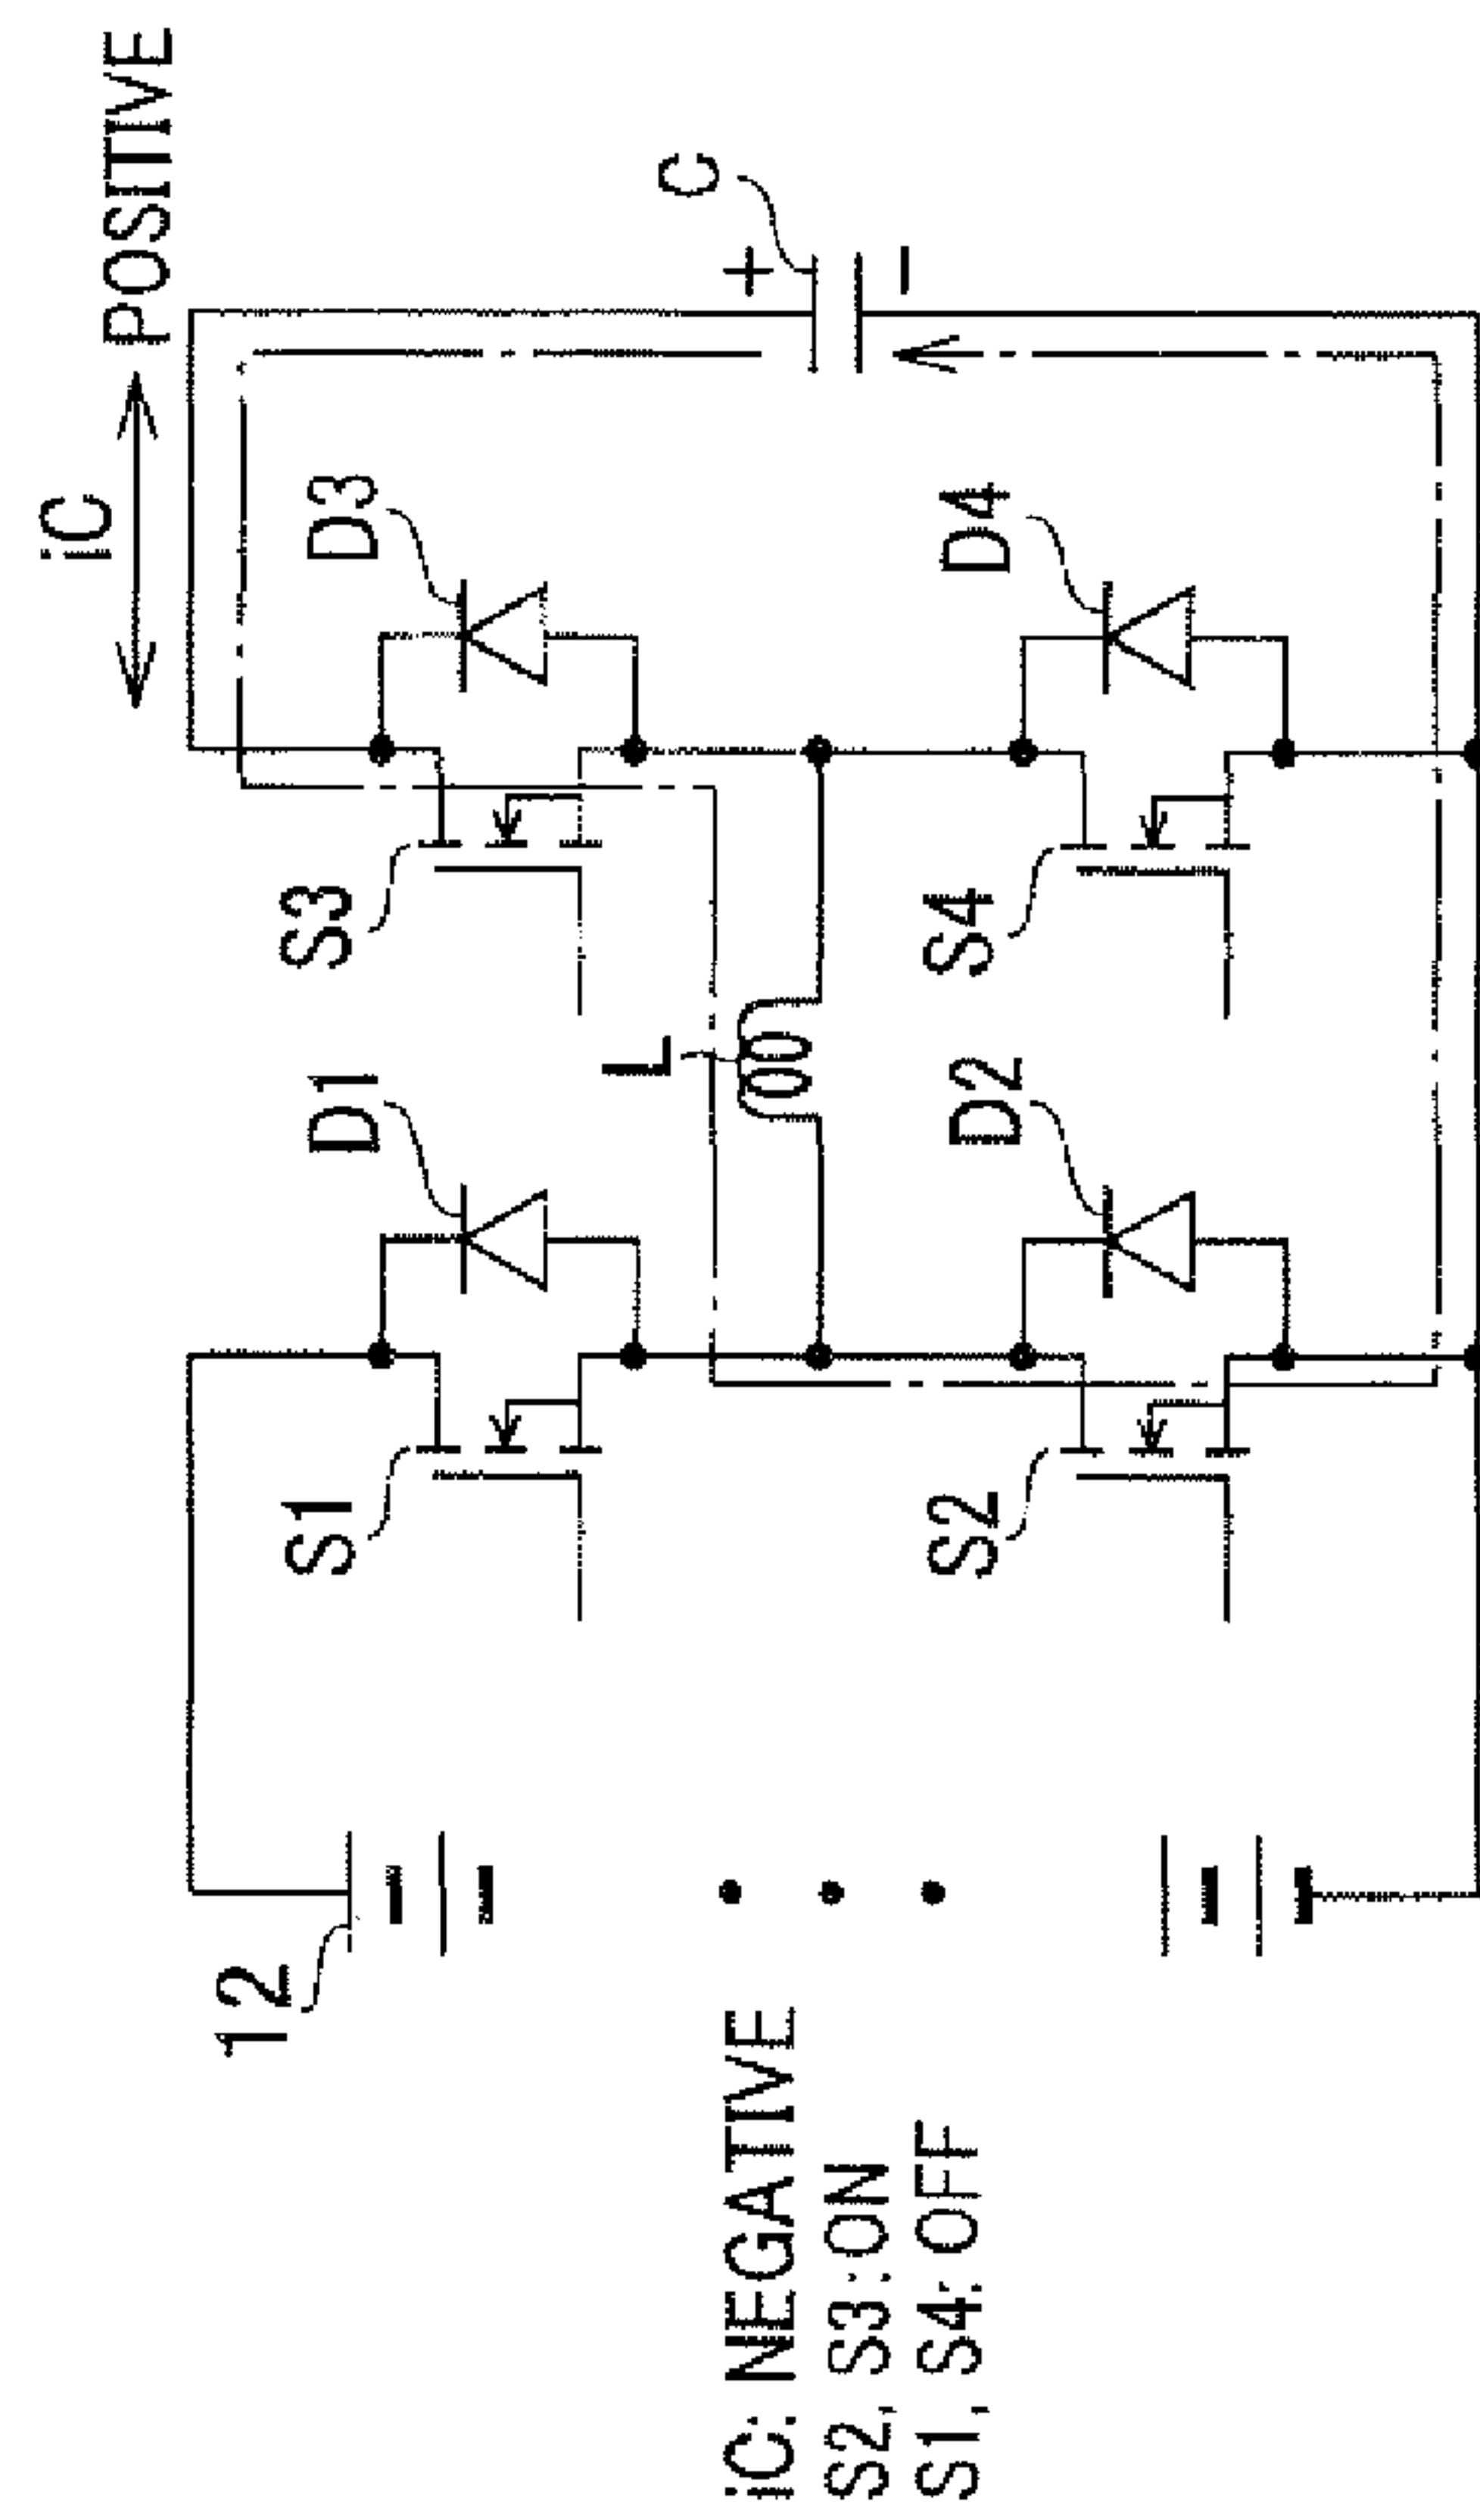 iC POSITIVE
12
S1
D1
S3
D3
L
C
+
−
S2
D2
S4
D4
iC: NEGATIVE
S2, S3:ON
S1, S4:OFF